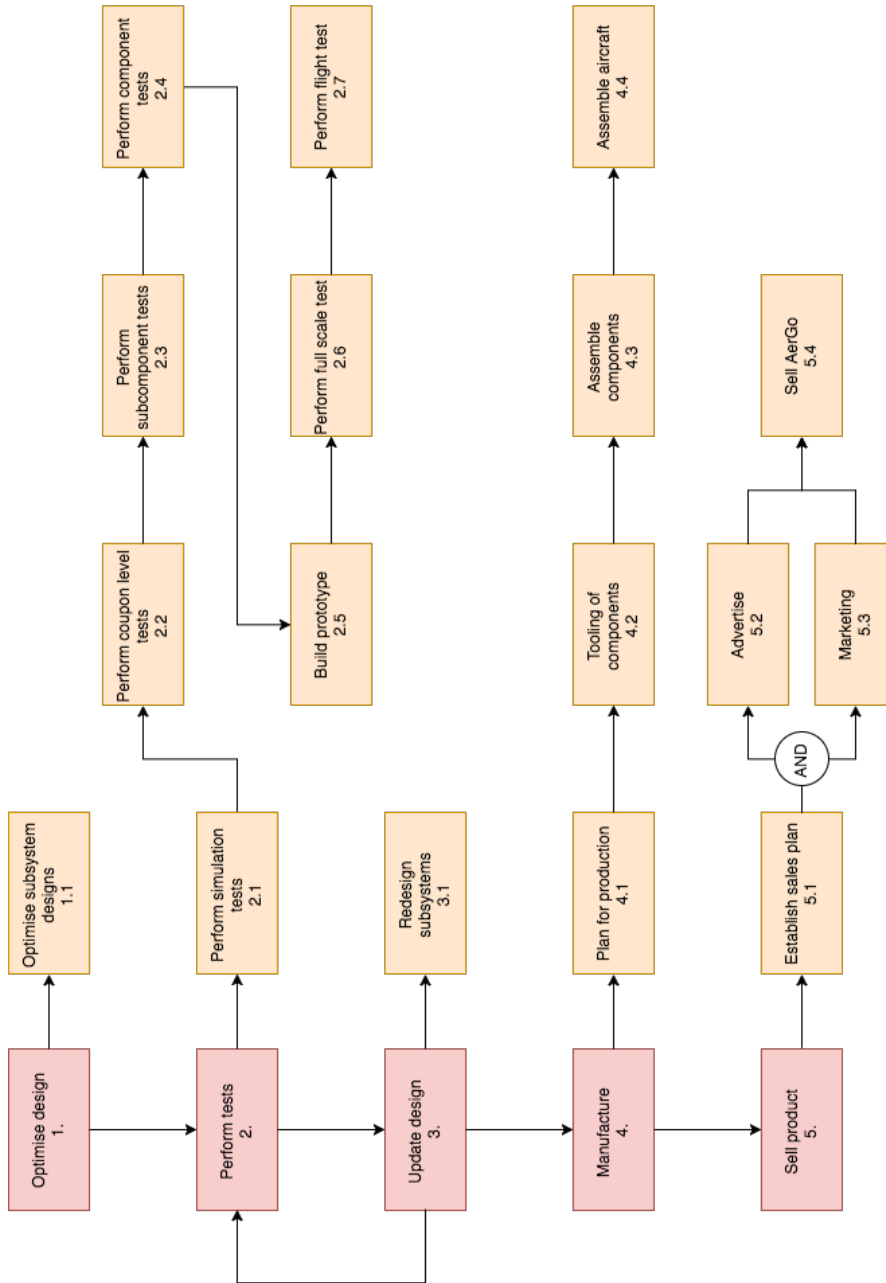 Optimise design
1.
Optimise subsystem
designs
1.1
Perform tests
2.
Perform simulation
tests
2.1
Perform coupon level
tests
2.2
Perform
subcomponent tests
2.3
Perform component
tests
2.4
Build prototype
2.5
Perform full scale test
2.6
Perform flight test
2.7
Update design
3.
Redesign
subsystems
3.1
Manufacture
4.
Plan for production
4.1
Tooling of
components
4.2
Assemble
components
4.3
Assemble aircraft
4.4
Sell product
5.
Establish sales plan
5.1
AND
Advertise
5.2
Marketing
5.3
Sell AerGo
5.4